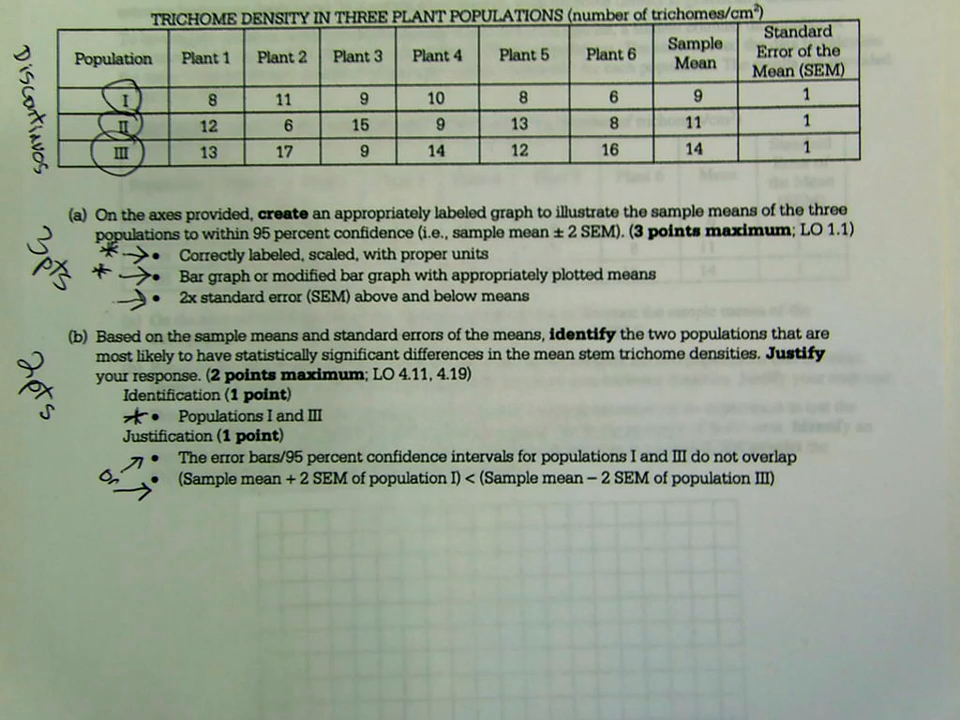 TRICHOME DENSITY IN THREE PLANT POPULATIONS (number of trichomes/cm²)
Population Plant 1 Plant 2 Plant 3 Plant 4 Plant 5 Plant 6 Sample Mean Standard Error of the Mean (SEM)
I 8 11 9 10 8 6 9 1
II 12 6 15 9 13 8 11 1
III 13 17 9 14 12 16 14 1
Discontinuos
(a) On the axes provided, create an appropriately labeled graph to illustrate the sample means of the three
populations to within 95 percent confidence (i.e., sample mean ± 2 SEM). (3 points maximum; LO 1.1)
3pts
* → • Correctly labeled, scaled, with proper units
* → • Bar graph or modified bar graph with appropriately plotted means
→ • 2x standard error (SEM) above and below means
(b) Based on the sample means and standard errors of the means, identify the two populations that are
most likely to have statistically significant differences in the mean stem trichome densities. Justify
your response. (2 points maximum; LO 4.11, 4.19)
2pts
Identification (1 point)
* • Populations I and III
Justification (1 point)
→ • The error bars/95 percent confidence intervals for populations I and III do not overlap
or → • (Sample mean + 2 SEM of population I) < (Sample mean – 2 SEM of population III)